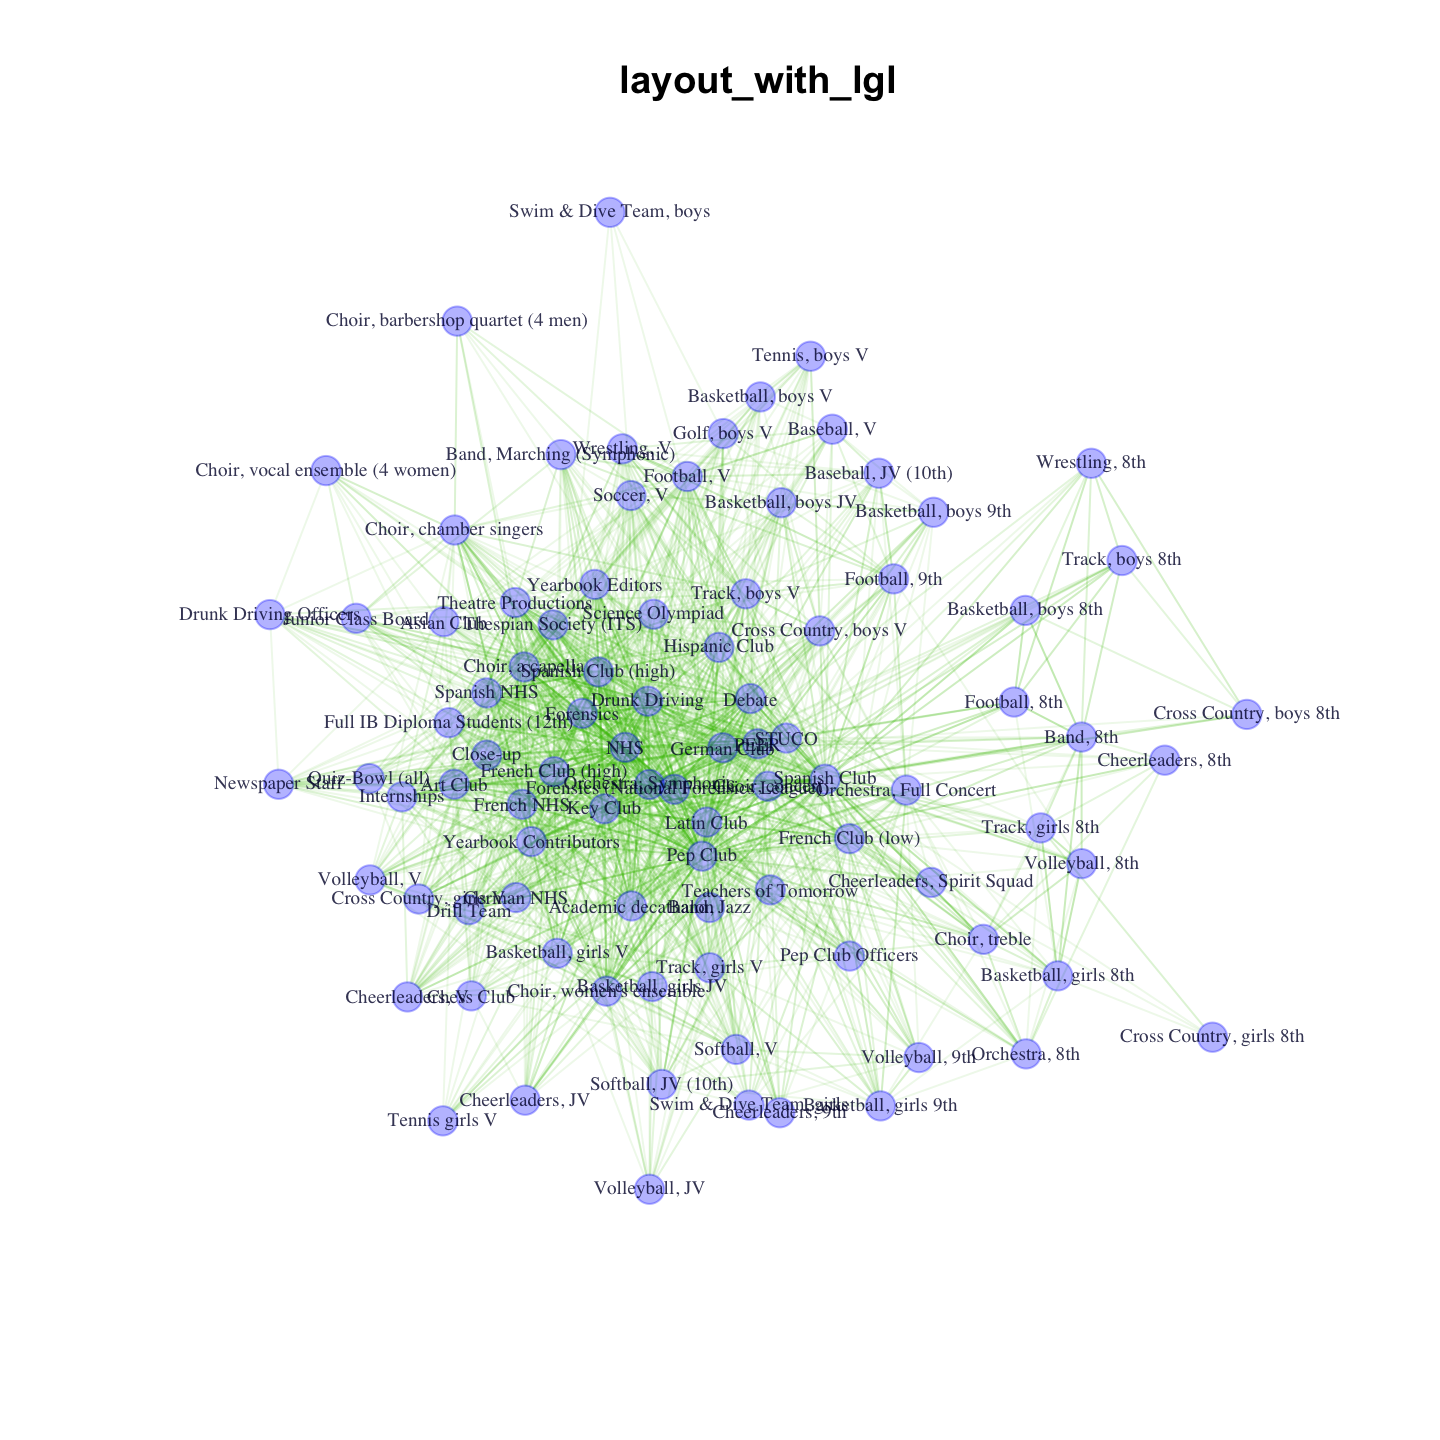 layout_with_lgl
Swim & Dive Team, boys
Choir, barbershop quartet (4 men)
Tennis, boys V
Basketball, boys V
Baseball, V
Golf, boys V
Wrestling, V
Band, Marching (Symphonic)
Wrestling, 8th
Choir, vocal ensemble (4 women)
Football, V
Baseball, JV (10th)
Soccer, V
Basketball, boys JV
Basketball, boys 9th
Choir, chamber singers
Track, boys 8th
Football, 9th
Yearbook Editors
Track, boys V
Theatre Productions
Basketball, boys 8th
Drunk Driving Officers
Junior Class Board
Asian Club
Science Olympiad
Thespian Society (ITS)
Cross Country, boys V
Hispanic Club
Choir, a capella
Spanish Club (high)
Spanish NHS
Drunk Driving
Debate
Football, 8th
Forensics
Cross Country, boys 8th
Full IB Diploma Students (12th)
Band, 8th
STUCO
PEER
NHS
German Club
Close-up
Cheerleaders, 8th
French Club (high)
Quiz-Bowl (all)
Spanish Club
Newspaper Staff
Art Club
Orchestra, Symphonic
Forensics (National Forensics League)
Orchestra, Full Concert
Internships
French NHS
Key Club
Latin Club
Track, girls 8th
French Club (low)
Yearbook Contributors
Pep Club
Volleyball, 8th
Volleyball, V
Cheerleaders, Spirit Squad
Teachers of Tomorrow
Cross Country, girls V
German NHS
Drill Team
Academic decathalon
Band, Jazz
Choir, treble
Basketball, girls V
Pep Club Officers
Track, girls V
Basketball, girls 8th
Basketball, girls JV
Choir, women's ensemble
Cheerleaders, V
Chess Club
Cross Country, girls 8th
Softball, V
Volleyball, 9th
Orchestra, 8th
Softball, JV (10th)
Cheerleaders, JV
Swim & Dive Team, girls
Basketball, girls 9th
Cheerleaders, 9th
Tennis girls V
Volleyball, JV